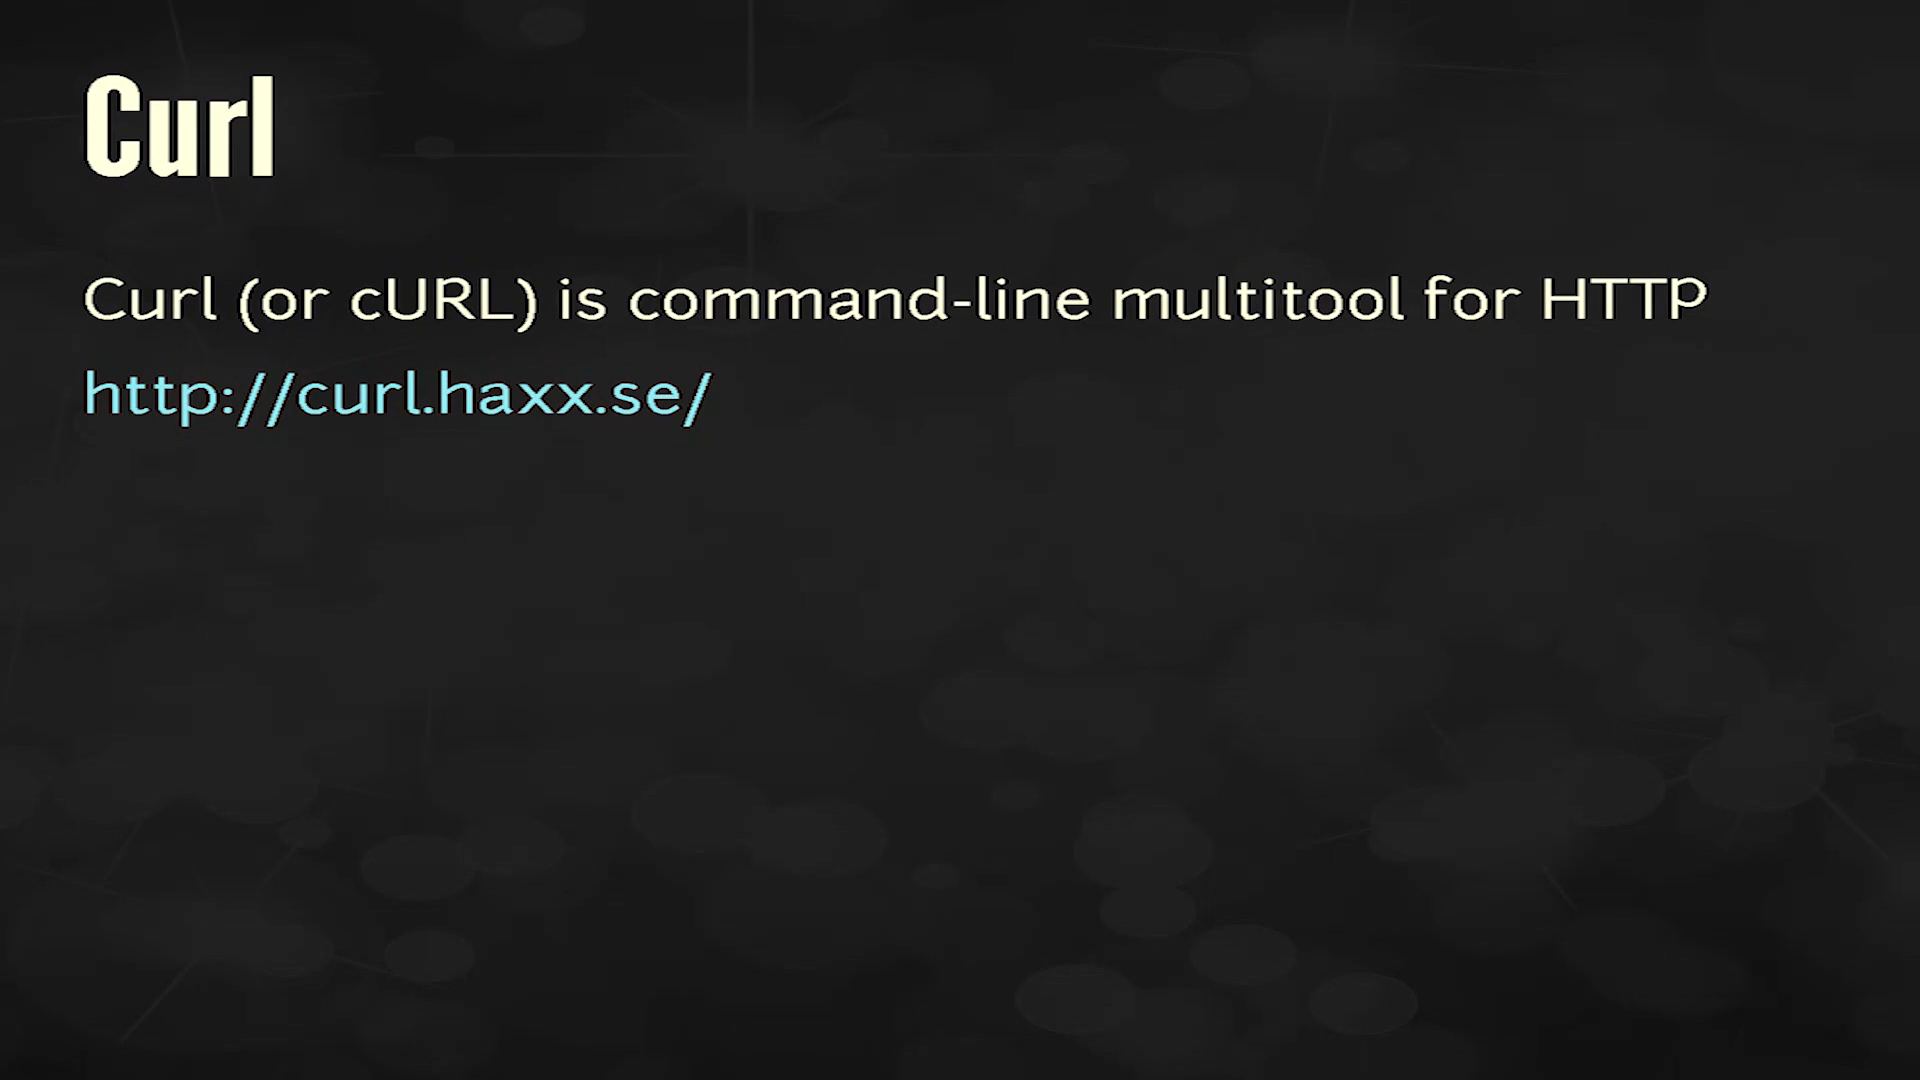 Curl
Curl (or cURL) is command-line multitool for HTTP
http://curl.haxx.se/